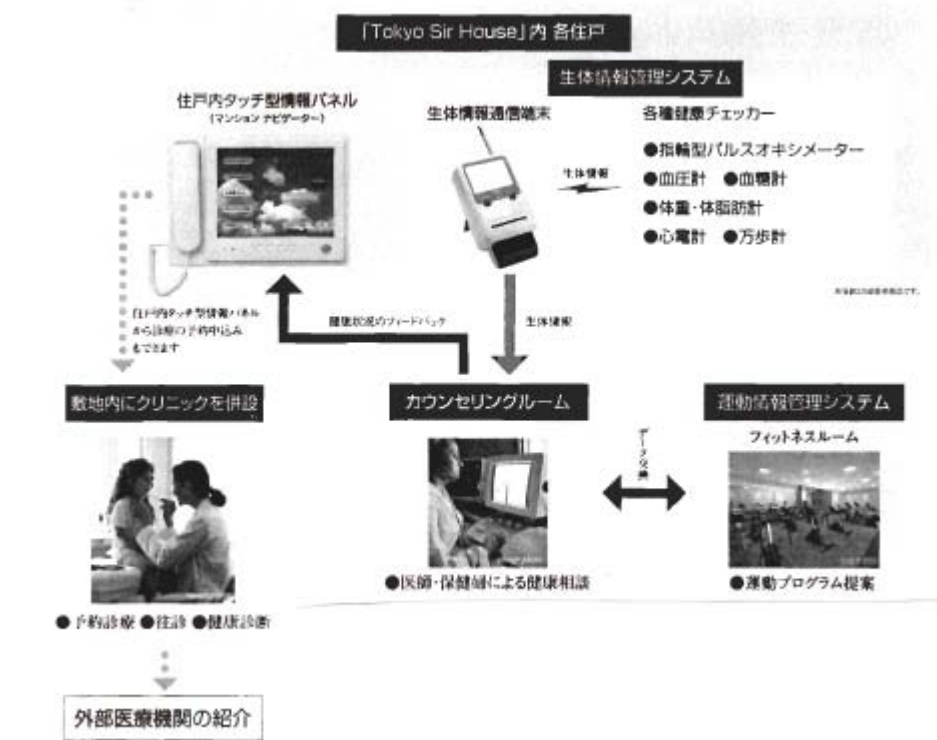 「Tokyo Sir House」内 各住戸
生体情報管理システム
住戸内タッチ型情報パネル
(マンション ナビゲーター)
生体情報通信端末
各種健康チェッカー
生体情報
●指輪型パルスオキシメーター
●血圧計 ●血糖計
●体重・体脂肪計
●心電計 ●万歩計
住戸内タッチ型情報パネル
から診療の予約申込み
もできます
健康状況のフィードバック
生体情報
敷地内にクリニックを併設
カウンセリングルーム
運動情報管理システム
フィットネスルーム
データ交換
●医師・保健婦による健康相談
●運動プログラム提案
●予約診療 ●往診 ●健康診断
外部医療機関の紹介